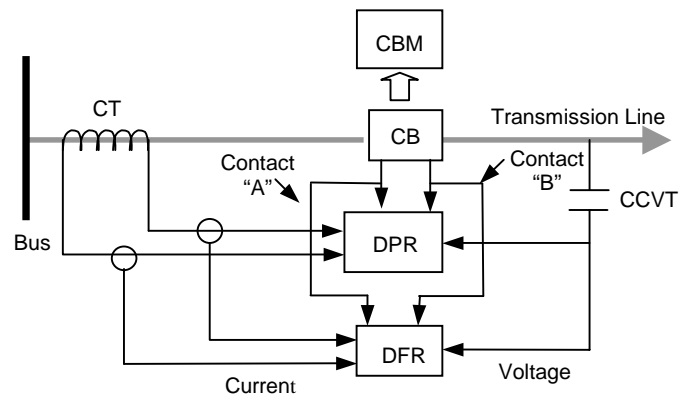 CBM
CT
Transmission Line
CB
Contact
"A"
Contact
"B"
CCVT
Bus
DPR
DFR
Current
Voltage